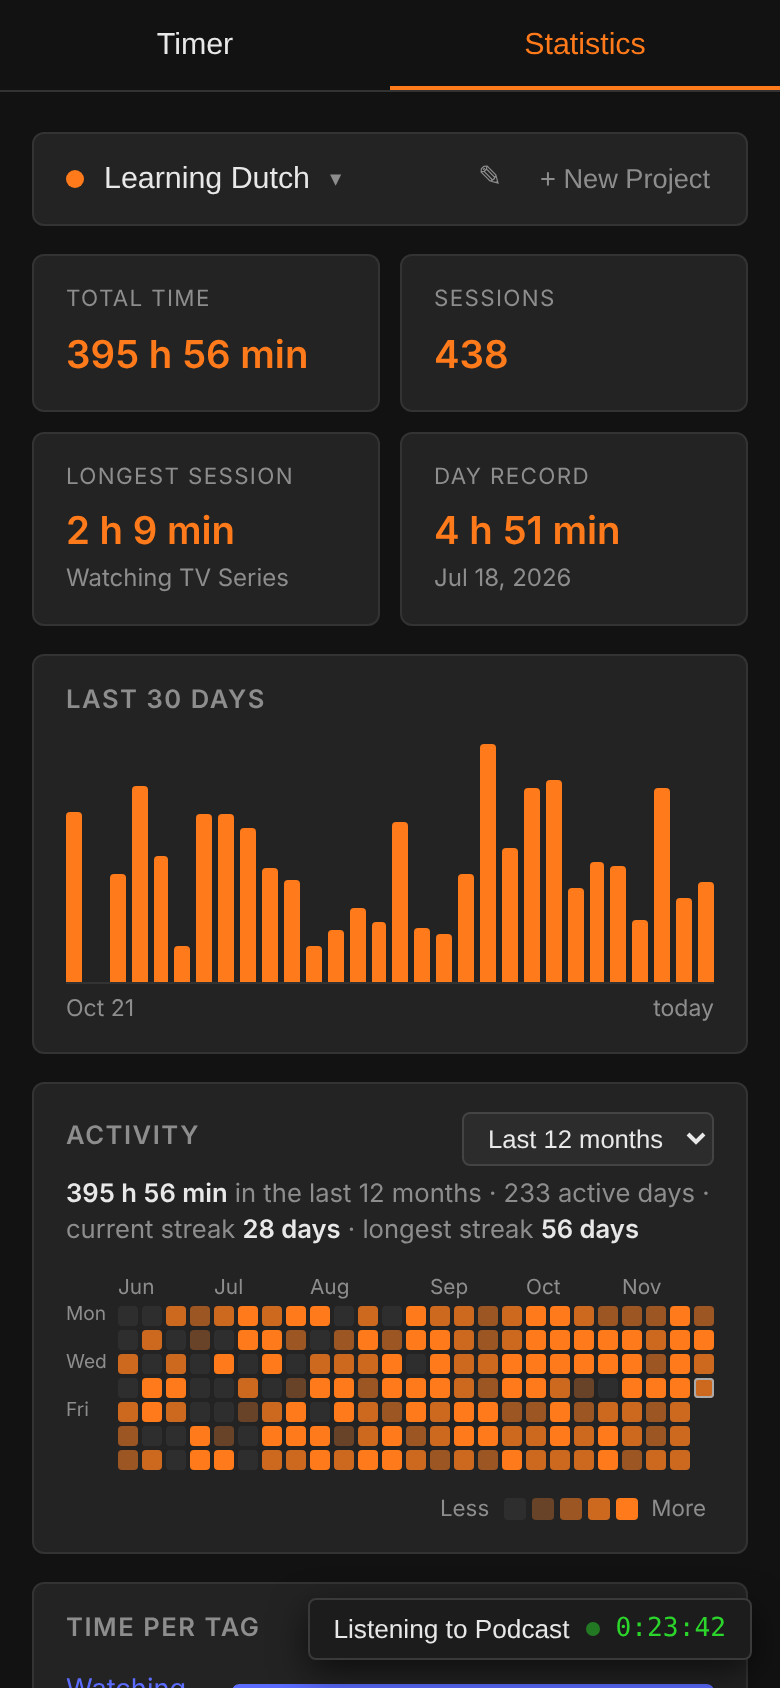 Timer
Statistics
Learning Dutch ▾
✎ + New Project
TOTAL TIME
395 h 56 min
SESSIONS
438
LONGEST SESSION
2 h 9 min
Watching TV Series
DAY RECORD
4 h 51 min
Jul 18, 2026
LAST 30 DAYS
Oct 21
today
ACTIVITY
Last 12 months
395 h 56 min in the last 12 months · 233 active days ·
current streak 28 days · longest streak 56 days
Jun Jul Aug Sep Oct Nov
Mon
Wed
Fri
Less
More
TIME PER TAG
Listening to Podcast 0:23:42
Watching